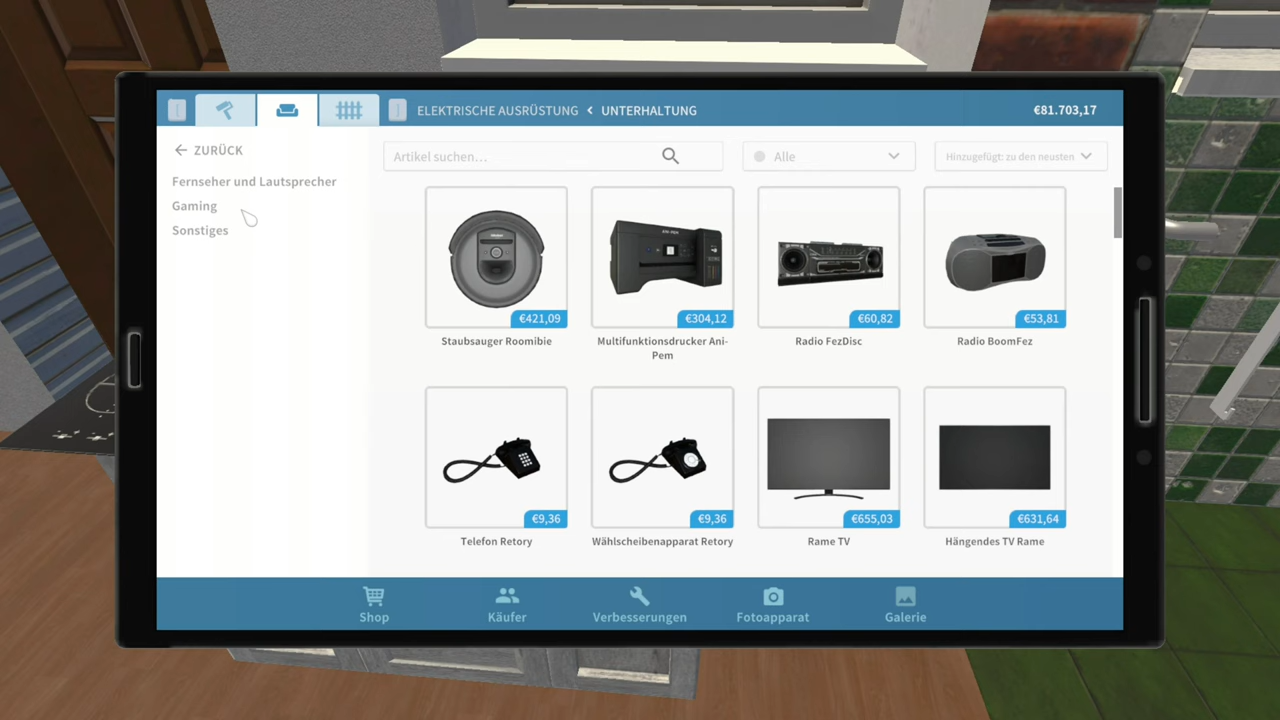 ELEKTRISCHE AUSRÜSTUNG < UNTERHALTUNG
€81.703,17
← ZURÜCK
Fernseher und Lautsprecher
Gaming
Sonstiges
Artikel suchen...
Alle
Hinzugefügt: zu den neusten
€421,09
€304,12
€60,82
€53,81
Staubsauger Roomibie
Multifunktionsdrucker Ani-
Pem
Radio FezDisc
Radio BoomFez
€9,36
€9,36
€655,03
€631,64
Telefon Retory
Wählscheibenapparat Retory
Rame TV
Hängendes TV Rame
Shop
Käufer
Verbesserungen
Fotoapparat
Galerie